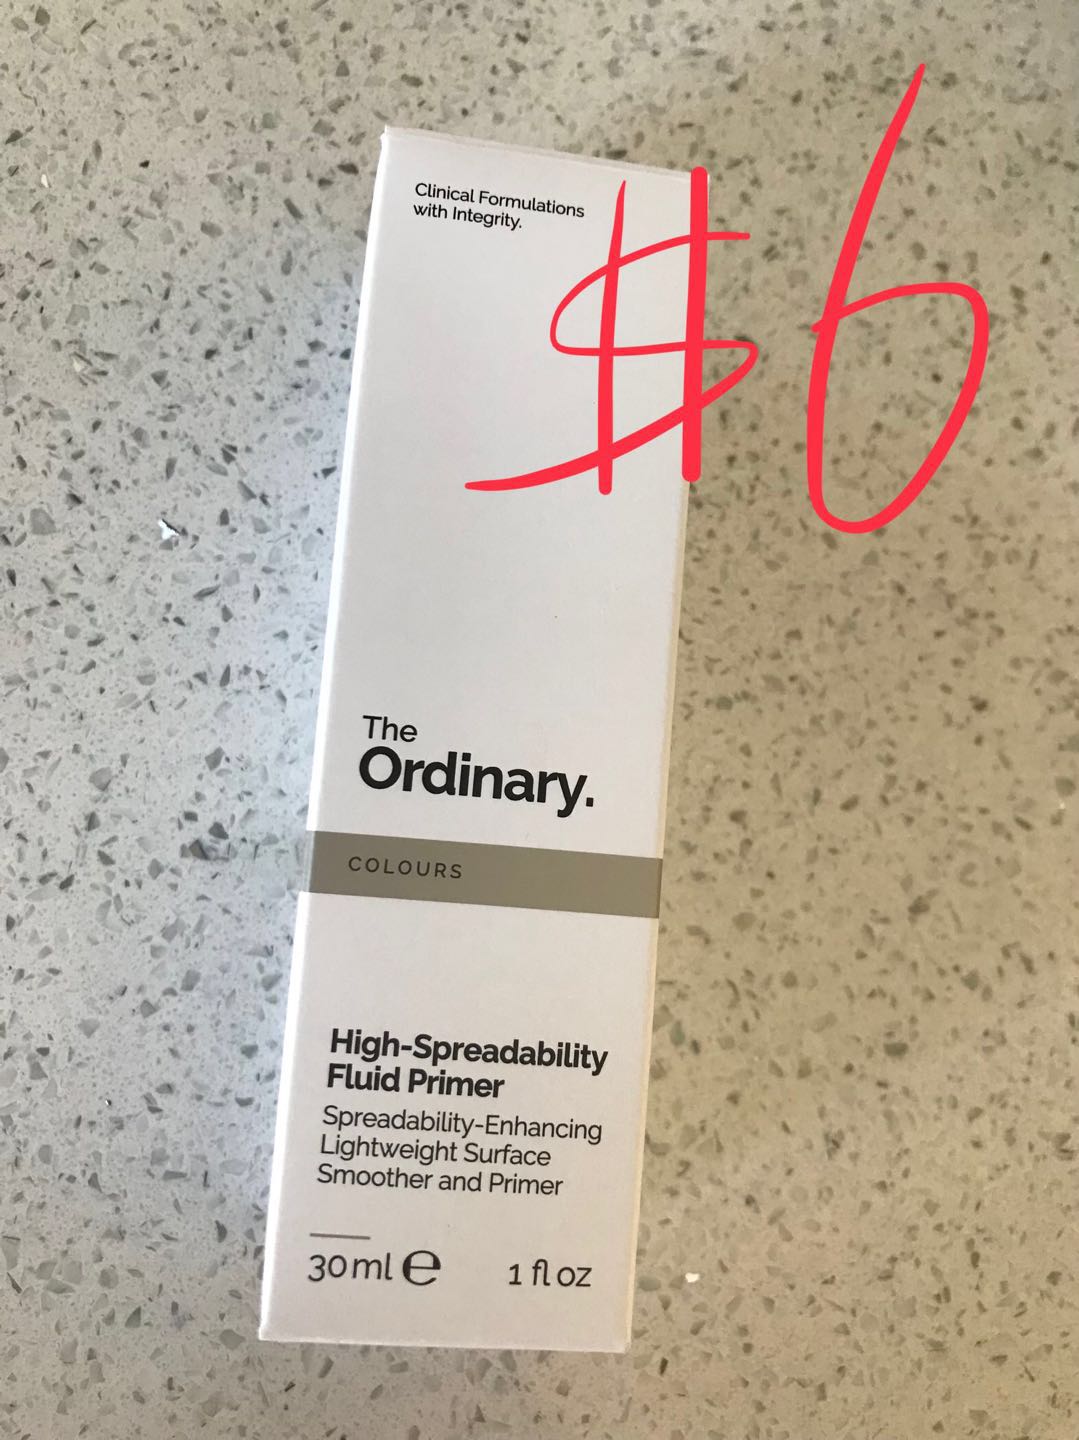 Clinical Formulations
with Integrity.
$6
The
Ordinary.
COLOURS
High-Spreadability
Fluid Primer
Spreadability-Enhancing
Lightweight Surface
Smoother and Primer
30ml ℮ 1 fl oz